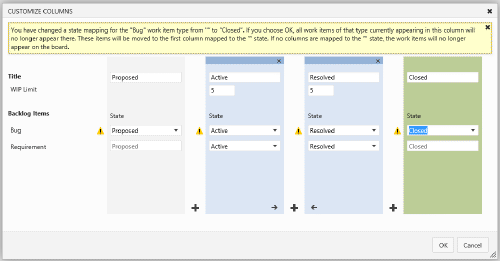 CUSTOMIZE COLUMNS
You have changed a state mapping for the "Bug" work item type from "" to "Closed". If you choose OK, all work items of that type currently appearing in this column will
no longer appear there. These items will be moved to the first column mapped to the "" state. If no columns are mapped to the "" state, the work items will no longer
appear on the board.
Title Proposed Active Resolved Closed
WIP Limit 5 5
Backlog Items State State State State
Bug Proposed Active Resolved Closed
Requirement Proposed Active Resolved Closed
OK Cancel